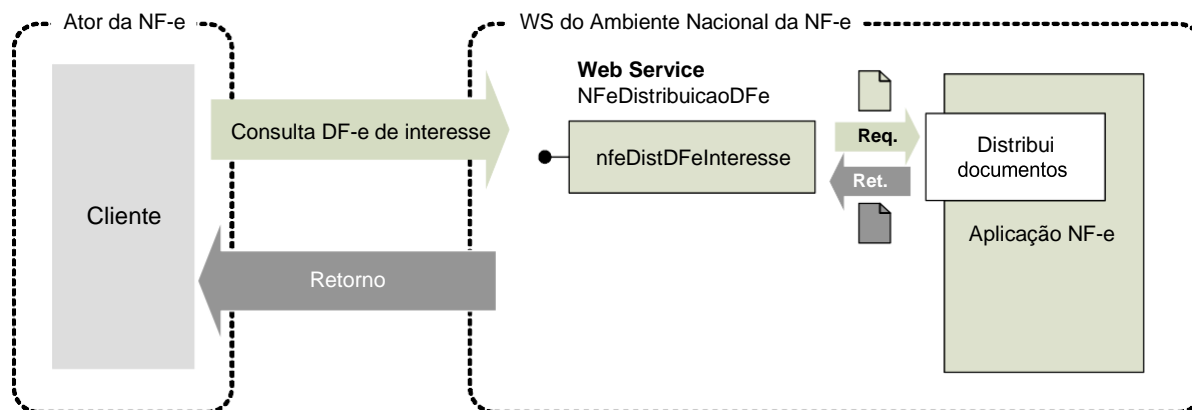 Ator da NF-e
WS do Ambiente Nacional da NF-e
Cliente
Consulta DF-e de interesse
Retorno
Web Service
NFeDistribuicaoDFe
nfeDistDFeInteresse
Req.
Ret.
Distribui
documentos
Aplicação NF-e